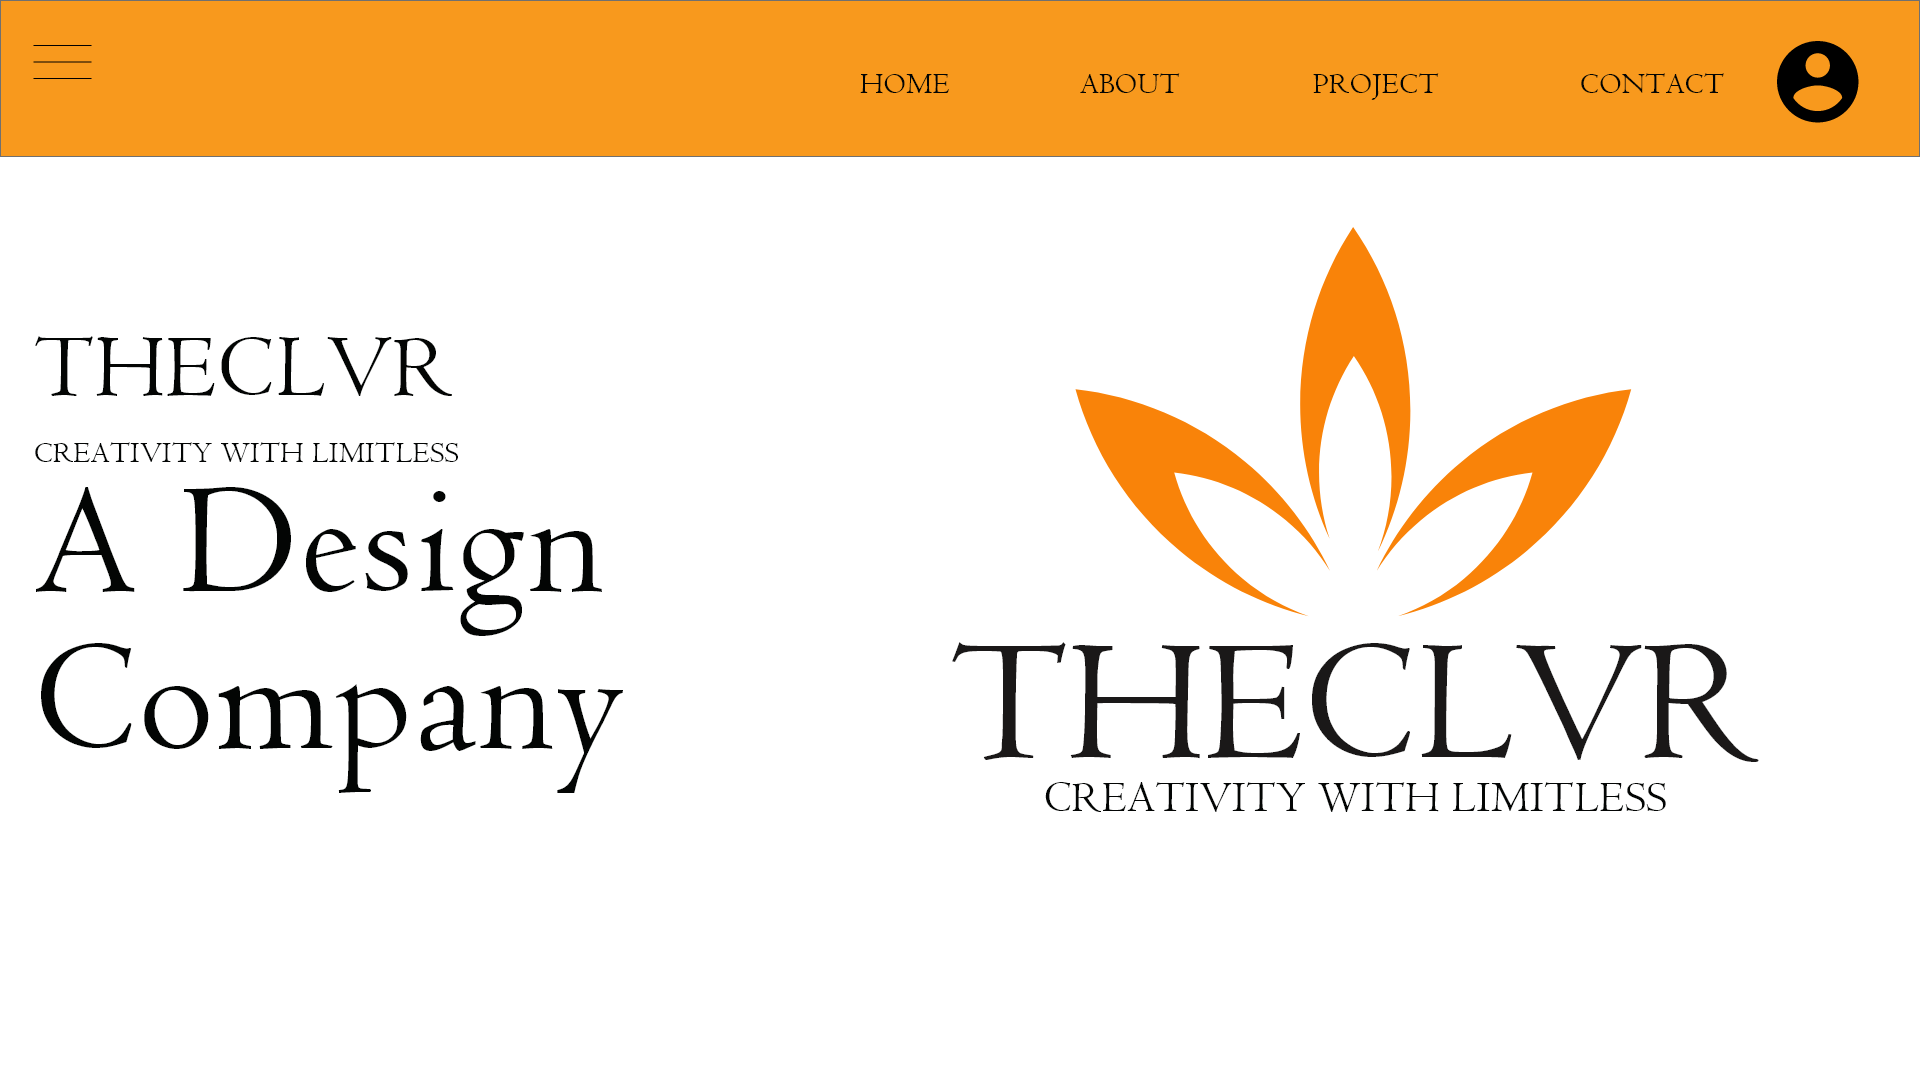 HOME ABOUT PROJECT CONTACT
THECLVR
CREATIVITY WITH LIMITLESS
A Design
Company
THECLVR
CREATIVITY WITH LIMITLESS